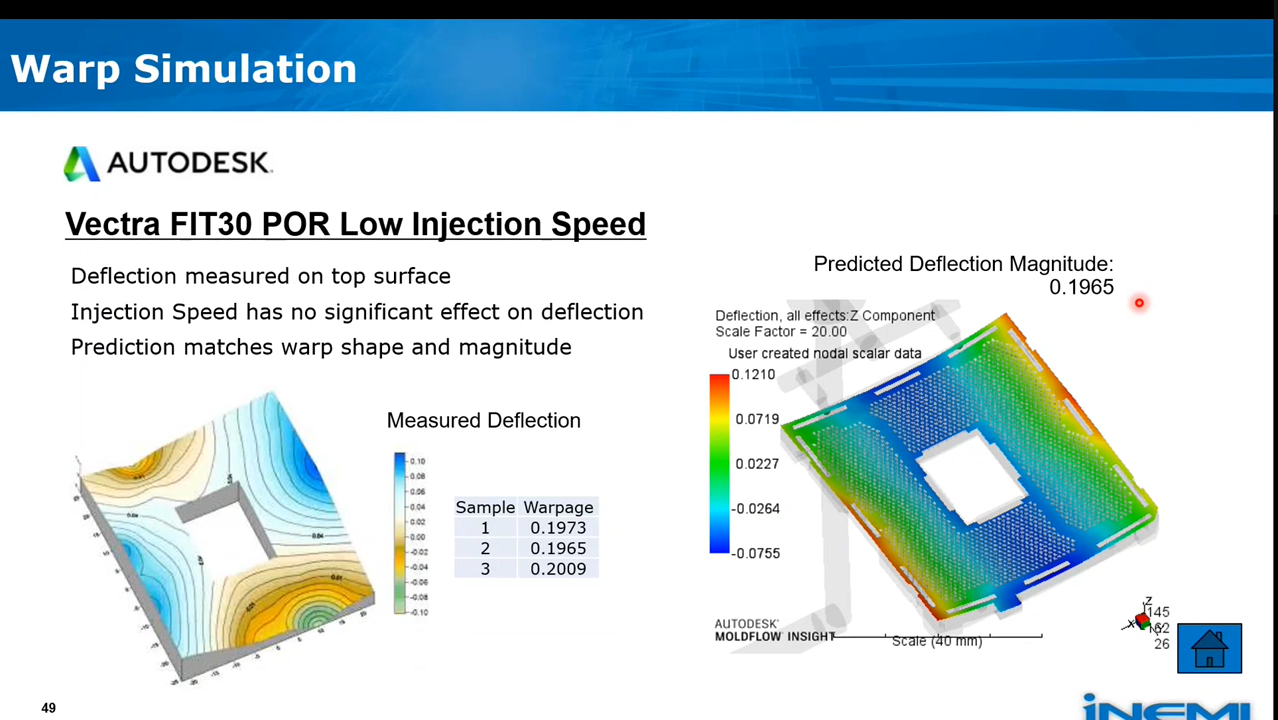 Warp Simulation
AUTODESK.
Vectra FIT30 POR Low Injection Speed
Deflection measured on top surface
Injection Speed has no significant effect on deflection
Prediction matches warp shape and magnitude
Measured Deflection
0.10
0.08
0.06
0.04
0.02
0.00
-0.02
-0.04
-0.06
-0.08
-0.10
Sample Warpage
1 0.1973
2 0.1965
3 0.2009
Predicted Deflection Magnitude:
0.1965
Deflection, all effects:Z Component
Scale Factor = 20.00
User created nodal scalar data
0.1210
0.0719
0.0227
-0.0264
-0.0755
AUTODESK
MOLDFLOW INSIGHT
Scale (40 mm)
Z
145
26
49
iNEMI